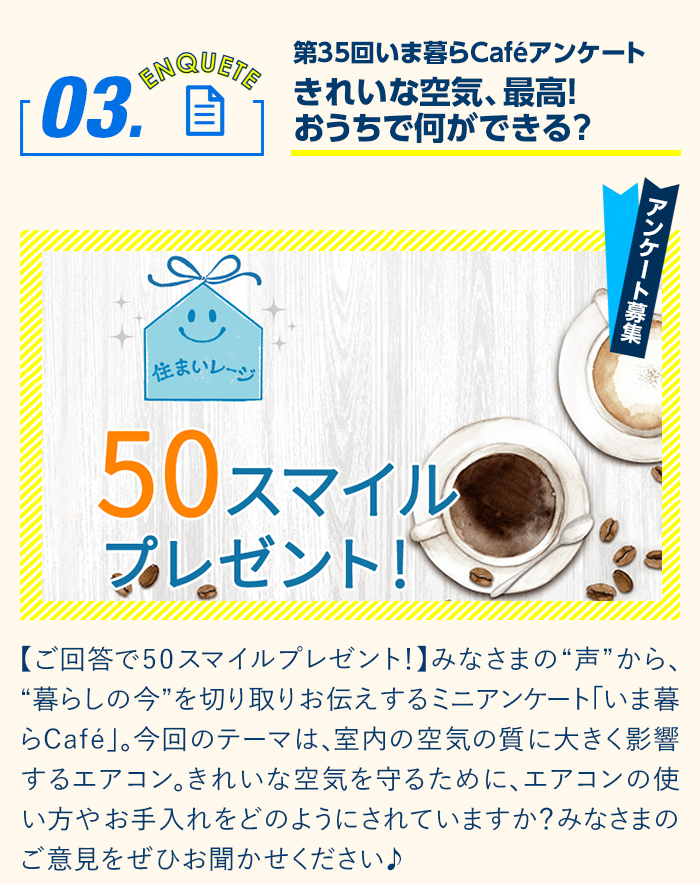 03.
ENQUETE
第35回いま暮らCaféアンケート
きれいな空気、最高!
おうちで何ができる?
アンケート募集
住まいレージ
50スマイル
プレゼント!
【ご回答で50スマイルプレゼント!】みなさまの“声”から、
“暮らしの今”を切り取りお伝えするミニアンケート「いま暮
らCafé」。今回のテーマは、室内の空気の質に大きく影響
するエアコン。きれいな空気を守るために、エアコンの使
い方やお手入れをどのようにされていますか?みなさまの
ご意見をぜひお聞かせください♪